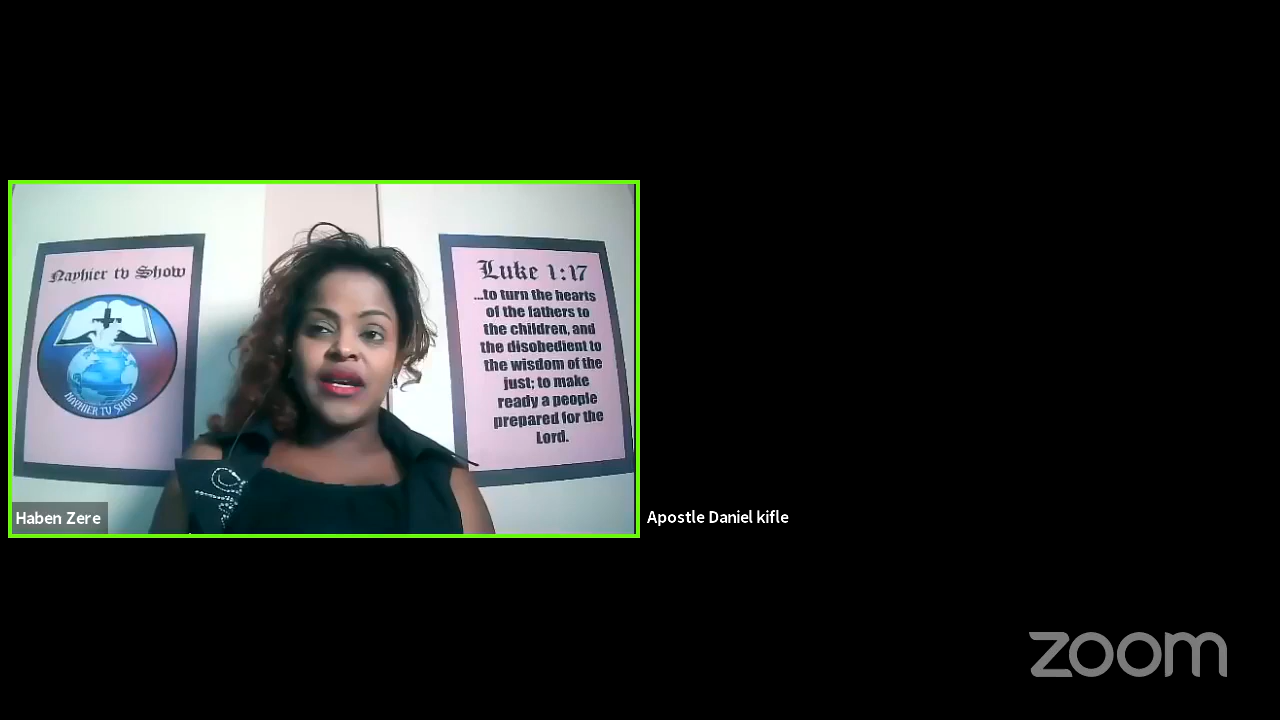 Nayhier tv Show
NAYHIER TV SHOW
Luke 1:17
...to turn the hearts
of the fathers to
the children, and
the disobedient to
the wisdom of the
just; to make
ready a people
prepared for the
Lord.
Haben Zere
Apostle Daniel kifle
zoom